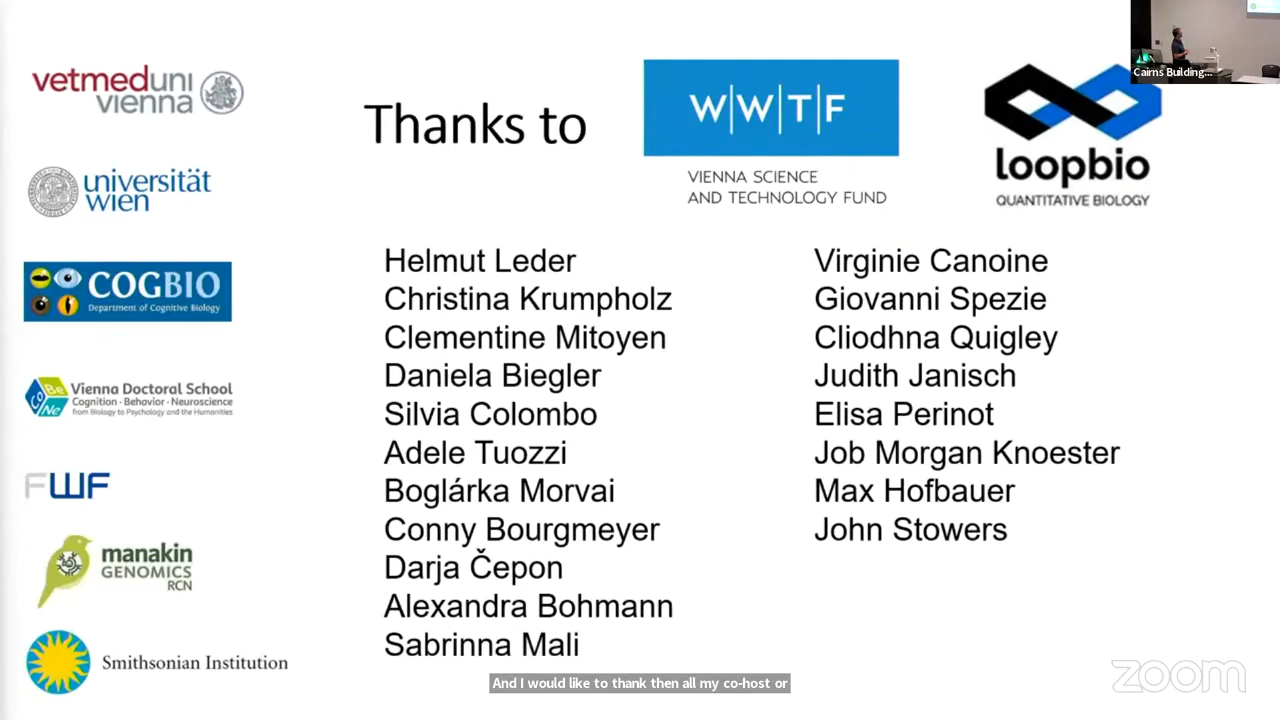 vetmeduni
vienna
universität
wien
COGBIO
Department of Cognitive Biology
CoBeNe
Vienna Doctoral School
Cognition · Behavior · Neuroscience
from Biology to Psychology and the Humanities
FWF
manakin
GENOMICS
RCN
Smithsonian Institution
Thanks to
W|W|T|F
VIENNA SCIENCE
AND TECHNOLOGY FUND
loopbio
QUANTITATIVE BIOLOGY
Cairns Building...
Helmut Leder
Christina Krumpholz
Clementine Mitoyen
Daniela Biegler
Silvia Colombo
Adele Tuozzi
Boglárka Morvai
Conny Bourgmeyer
Darja Čepon
Alexandra Bohmann
Sabrinna Mali
Virginie Canoine
Giovanni Spezie
Cliodhna Quigley
Judith Janisch
Elisa Perinot
Job Morgan Knoester
Max Hofbauer
John Stowers
And I would like to thank then all my co-host or
zoom